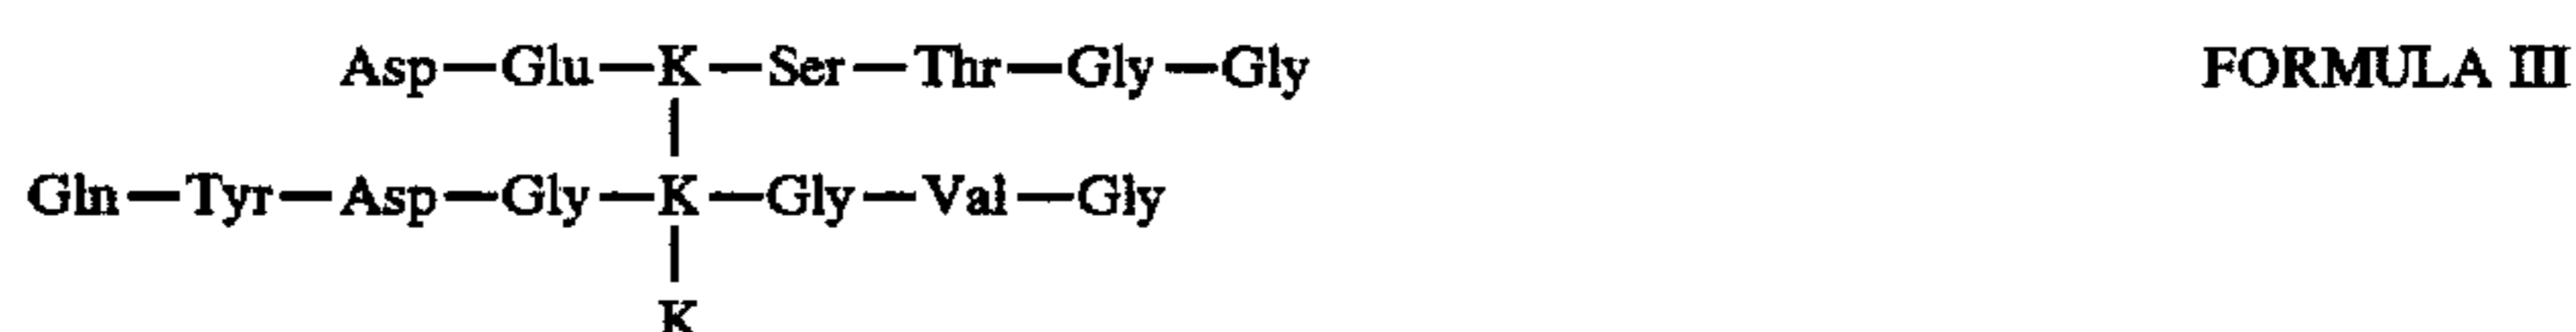 Asp—Glu—K—Ser—Thr—Gly—Gly FORMULA III
Gln—Tyr—Asp—Gly—K—Gly—Val—Gly
K